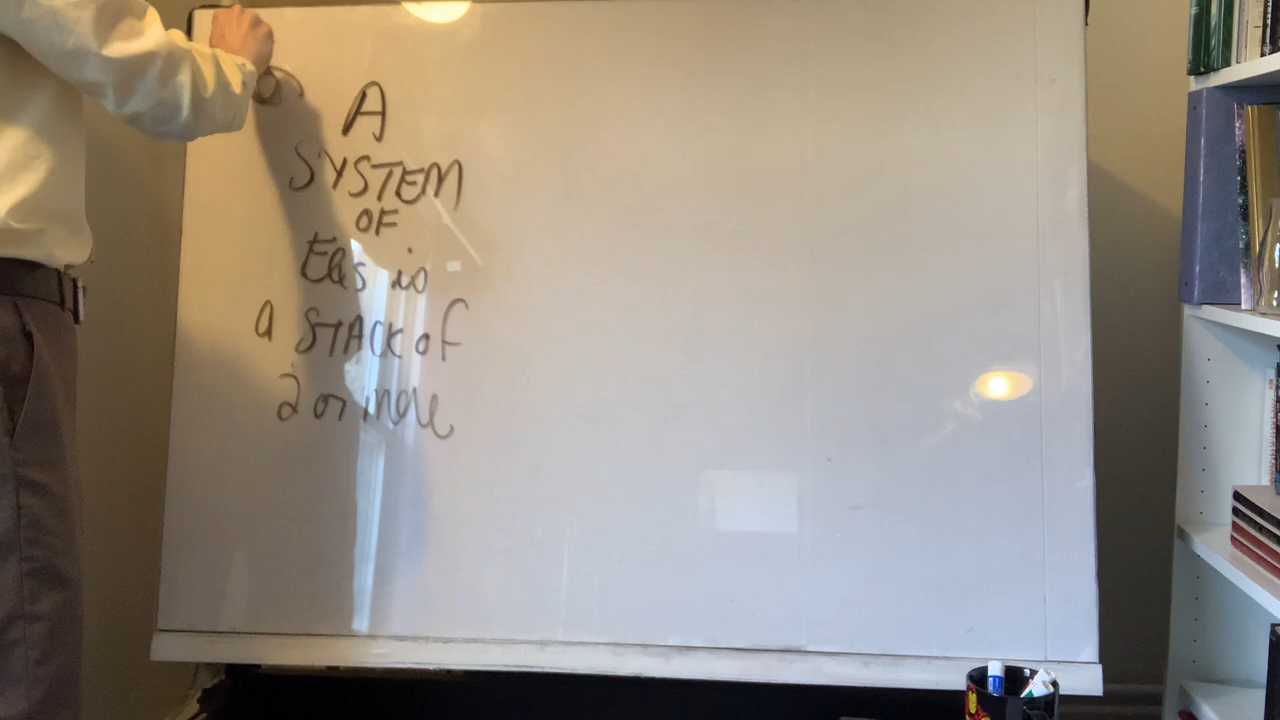 A
SYSTEM
OF
EQs is
a STACK of
2 or more